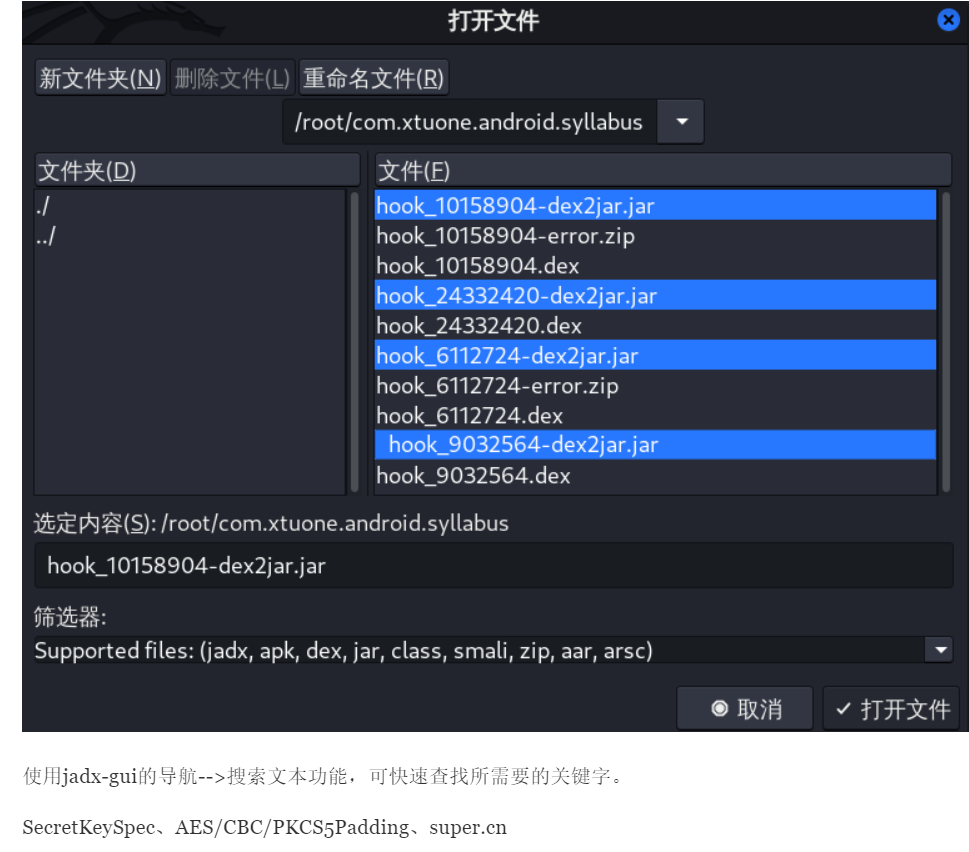 打开文件
新文件夹(N) 删除文件(L) 重命名文件(R)
/root/com.xtuone.android.syllabus
文件夹(D)
./
../
文件(F)
hook_10158904-dex2jar.jar
hook_10158904-error.zip
hook_10158904.dex
hook_24332420-dex2jar.jar
hook_24332420.dex
hook_6112724-dex2jar.jar
hook_6112724-error.zip
hook_6112724.dex
hook_9032564-dex2jar.jar
hook_9032564.dex
选定内容(S): /root/com.xtuone.android.syllabus
hook_10158904-dex2jar.jar
筛选器:
Supported files: (jadx, apk, dex, jar, class, smali, zip, aar, arsc)
取消 打开文件
使用jadx-gui的导航-->搜索文本功能，可快速查找所需要的关键字。
SecretKeySpec、AES/CBC/PKCS5Padding、super.cn